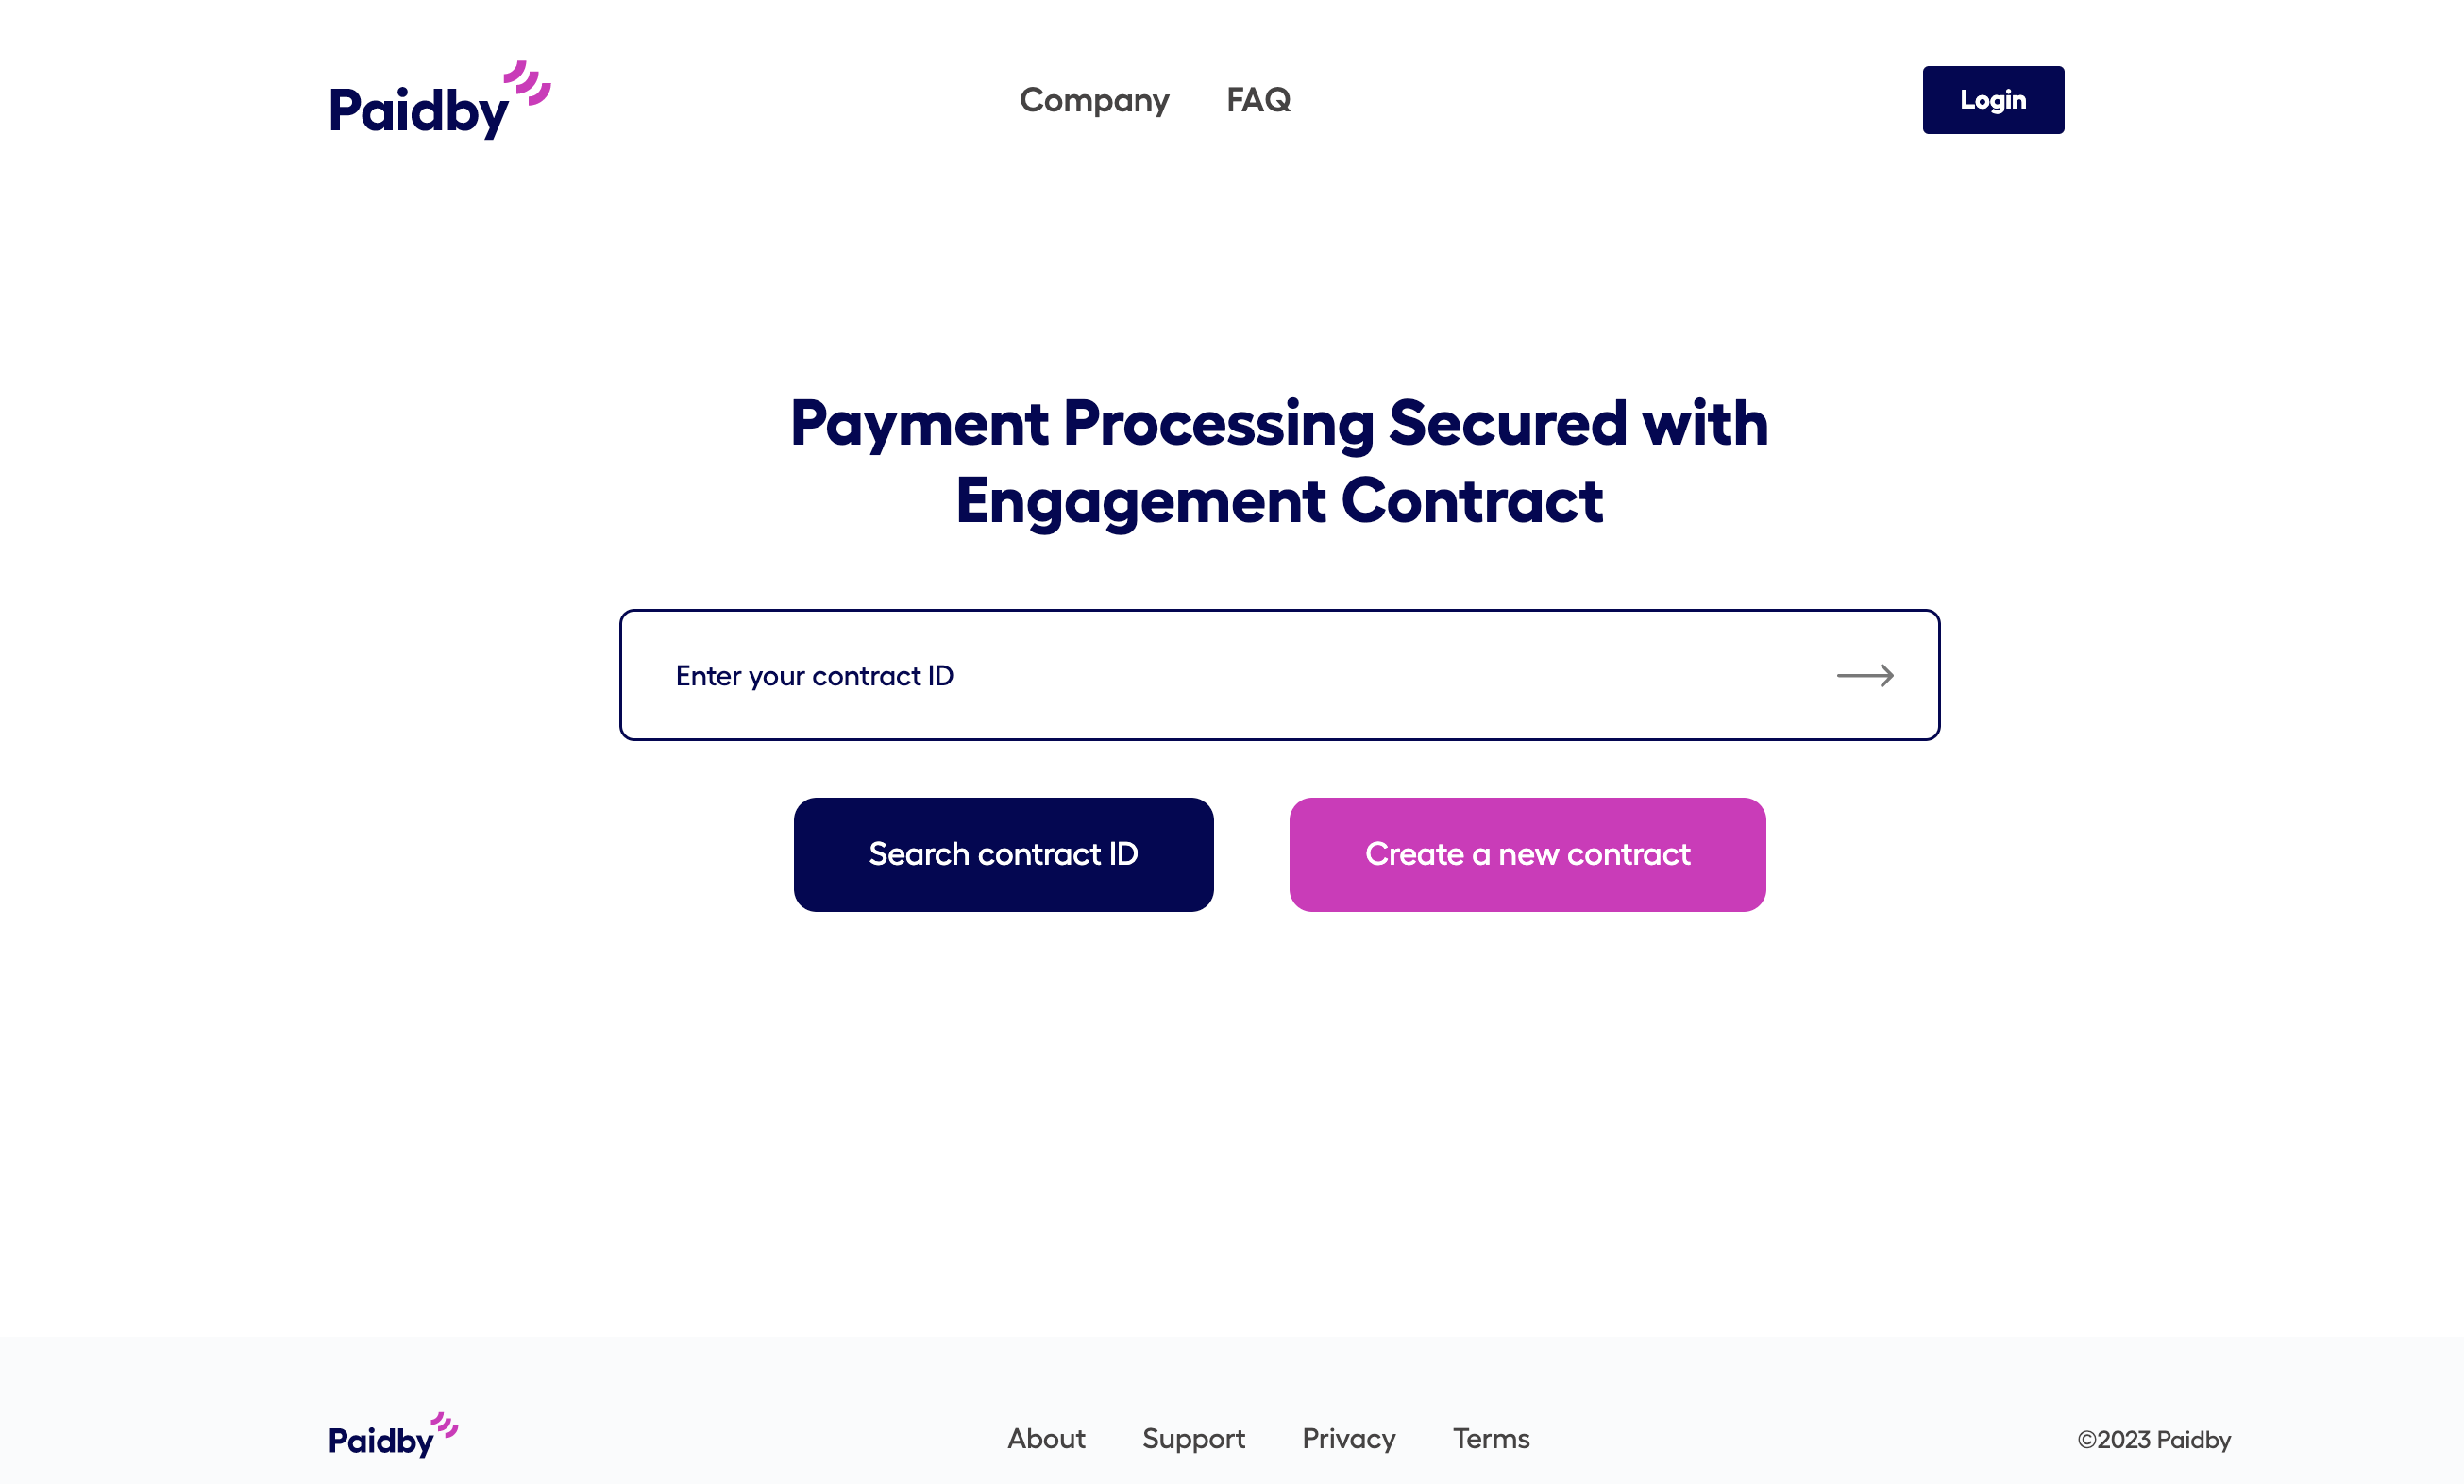 Paidby
Company
FAQ
Login
Payment Processing Secured with
Engagement Contract
Enter your contract ID
Search contract ID
Create a new contract
Paidby
About
Support
Privacy
Terms
©2023 Paidby